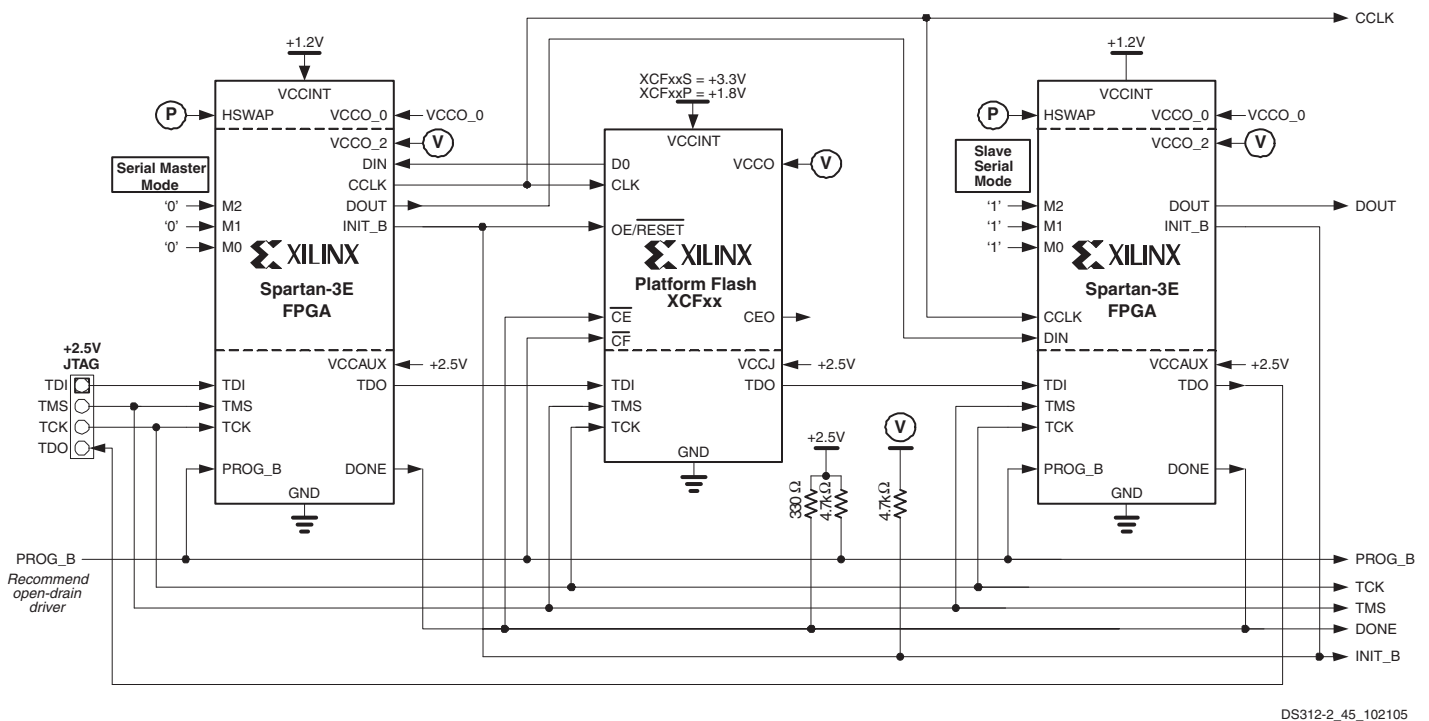 CCLK
+1.2V
+1.2V
XCFxxS = +3.3V
XCFxxP = +1.8V
VCCINT
P
HSWAP
VCCO_0
VCCO_0
VCCO_2
V
Serial Master
Mode
DIN
CCLK
DOUT
INIT_B
'0'
M2
'0'
M1
'0'
M0
XILINX
Spartan-3E
FPGA
VCCAUX
+2.5V
+2.5V
JTAG
TDI
TMS
TCK
TDO
TDI
TMS
TCK
TDO
PROG_B
DONE
GND
VCCINT
D0
VCCO
V
CLK
OE/RESET
XILINX
Platform Flash
XCFxx
CE
CEO
CF
VCCJ
+2.5V
TDI
TDO
TMS
TCK
GND
+2.5V
V
330 Ω
4.7kΩ
4.7kΩ
VCCINT
P
HSWAP
VCCO_0
VCCO_0
VCCO_2
V
Slave
Serial
Mode
'1'
M2
'1'
M1
'1'
M0
DOUT
DOUT
INIT_B
XILINX
Spartan-3E
FPGA
CCLK
DIN
VCCAUX
+2.5V
TDI
TDO
TMS
TCK
PROG_B
DONE
GND
PROG_B
Recommend
open-drain
driver
PROG_B
TCK
TMS
DONE
INIT_B
DS312-2_45_102105